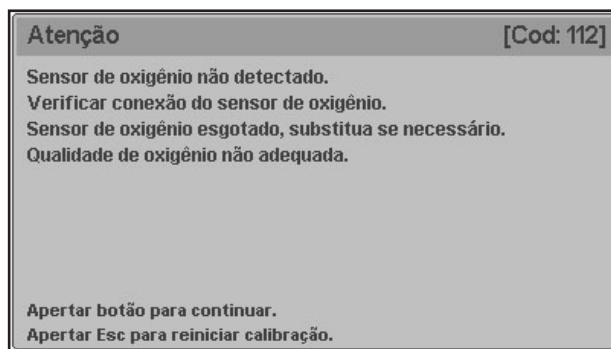 Atenção [Cod: 112]
Sensor de oxigênio não detectado.
Verificar conexão do sensor de oxigênio.
Sensor de oxigênio esgotado, substitua se necessário.
Qualidade de oxigênio não adequada.
Apertar botão para continuar.
Apertar Esc para reiniciar calibração.